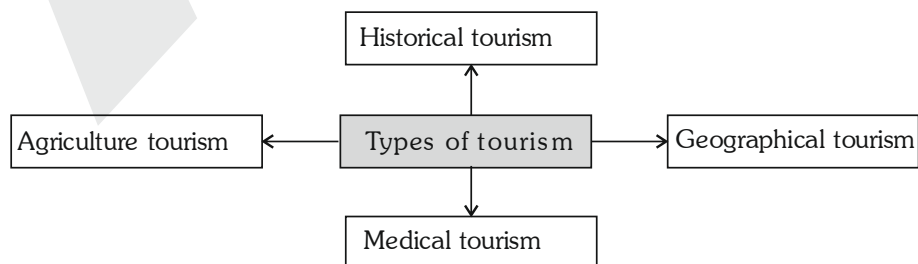 Historical tourism
Agriculture tourism
Types of tourism
Geographical tourism
Medical tourism